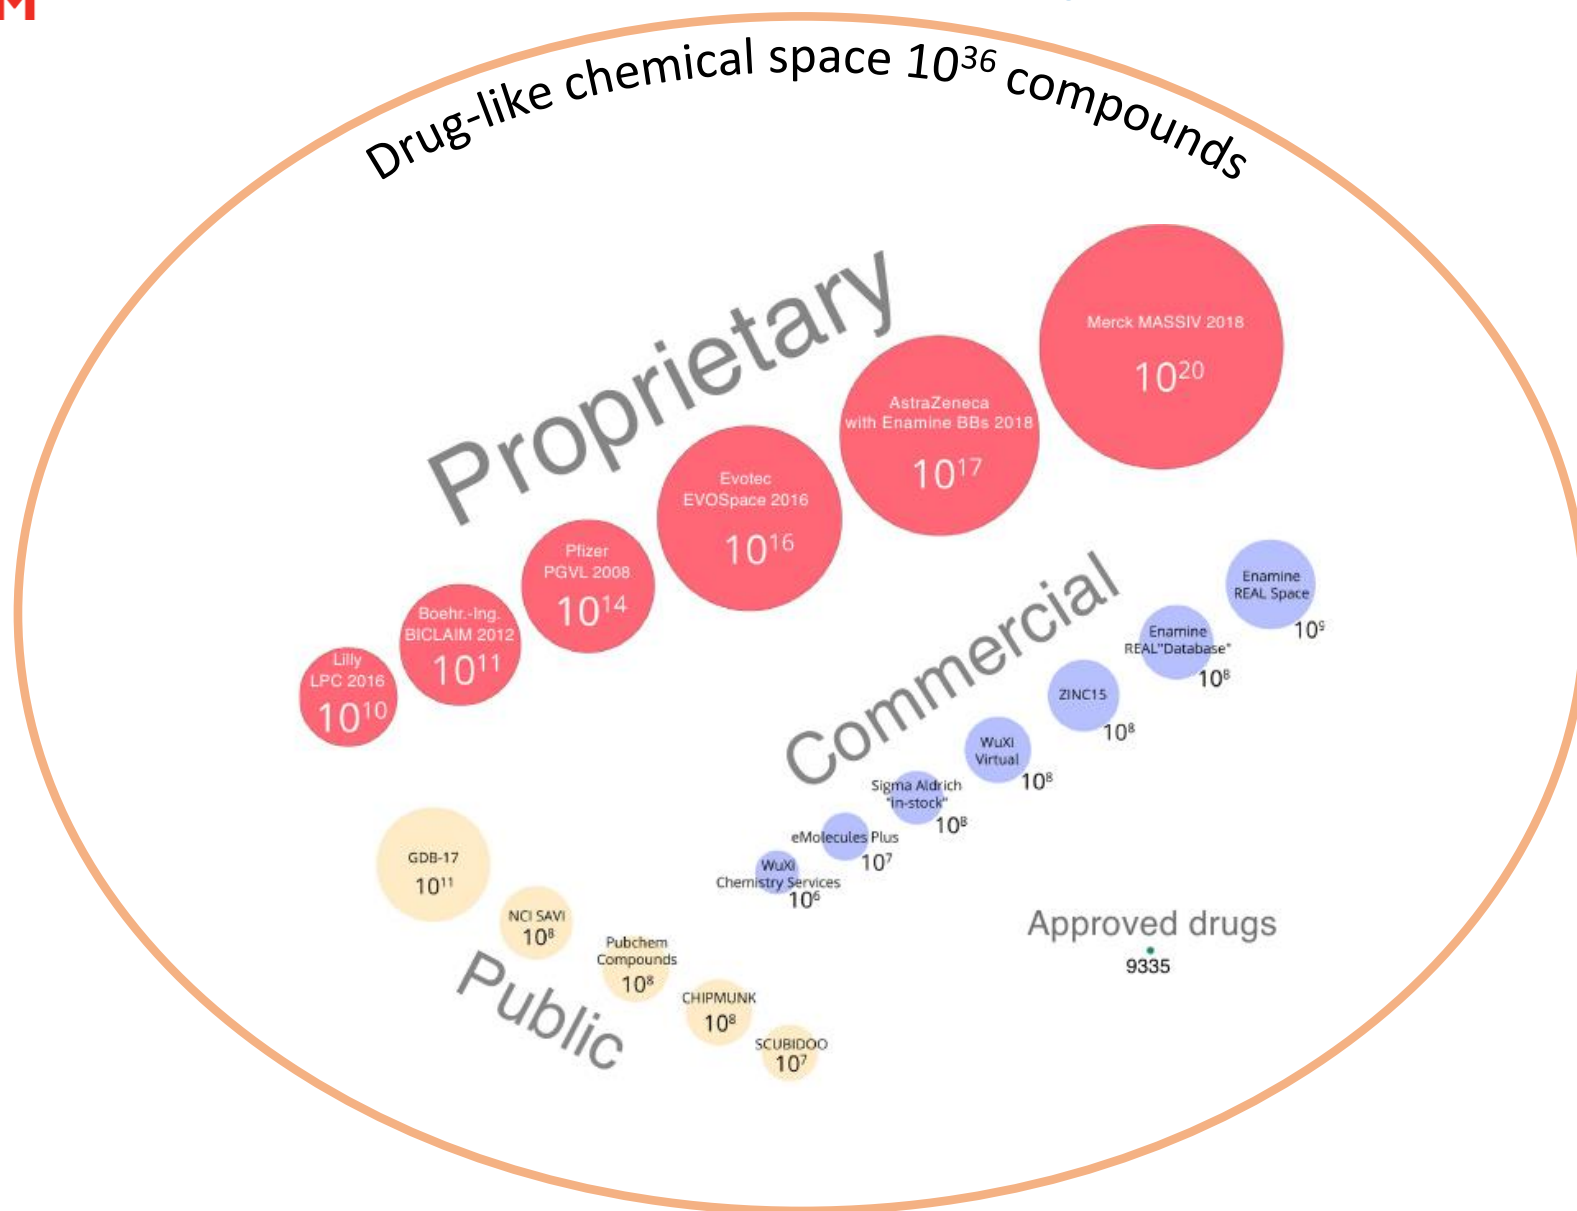 M
Drug-like chemical space 10³⁶ compounds
Proprietary
Merck MASSIV 2018
10²⁰
AstraZeneca
with Enamine BBs 2018
10¹⁷
Evotec
EVOSpace 2016
10¹⁶
Pfizer
PGVL 2008
10¹⁴
Boehr.-Ing.
BICLAIM 2012
10¹¹
Lilly
LPC 2016
10¹⁰
Commercial
Enamine
REAL Space
10⁹
Enamine
REAL"Database"
10⁸
ZINC15
10⁸
WuXi
Virtual
10⁸
Sigma Aldrich
"in-stock"
10⁸
eMolecules Plus
10⁷
WuXi
Chemistry Services
10⁶
GDB-17
10¹¹
NCI SAVI
10⁸
Pubchem
Compounds
10⁸
CHIPMUNK
10⁸
SCUBIDOO
10⁷
Public
Approved drugs
9335